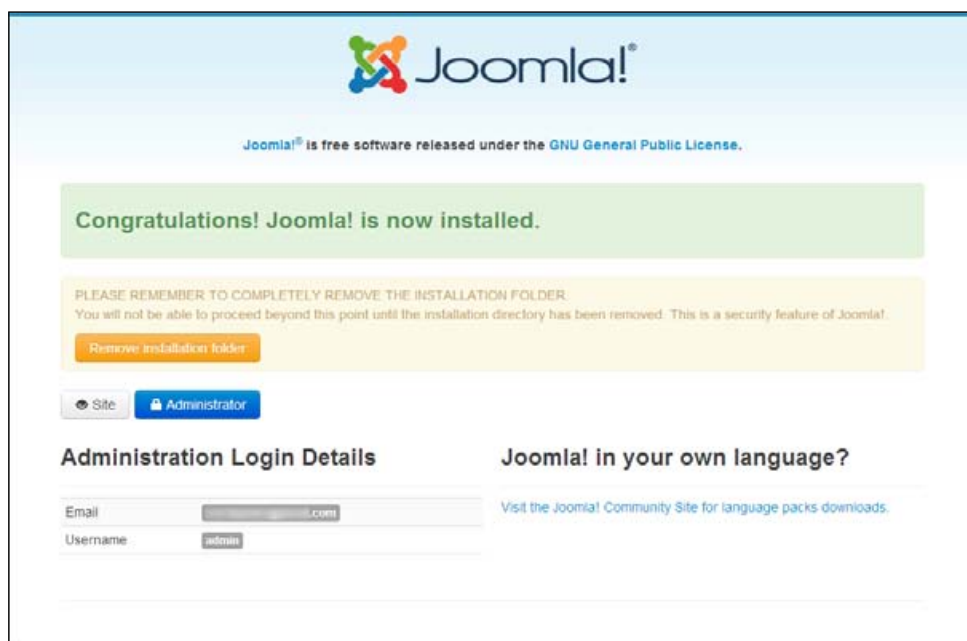 Joomla!®
Joomla!® is free software released under the GNU General Public License.
Congratulations! Joomla! is now installed.
PLEASE REMEMBER TO COMPLETELY REMOVE THE INSTALLATION FOLDER
You will not be able to proceed beyond this point until the installation directory has been removed. This is a security feature of Joomla!.
Remove installation folder
Site
Administrator
Administration Login Details
Email .com
Username admin
Joomla! in your own language?
Visit the Joomla! Community Site for language packs downloads.